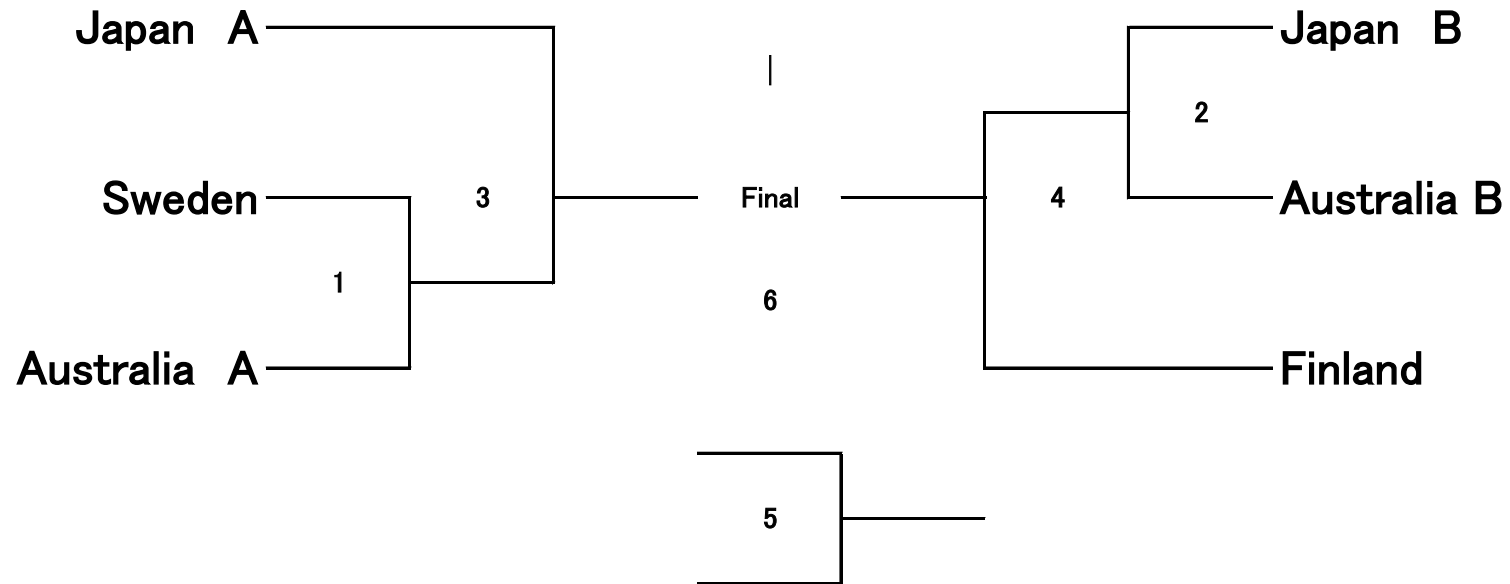 Japan A
Japan B
2
Sweden
3
Final
4
Australia B
1
6
Australia A
Finland
5